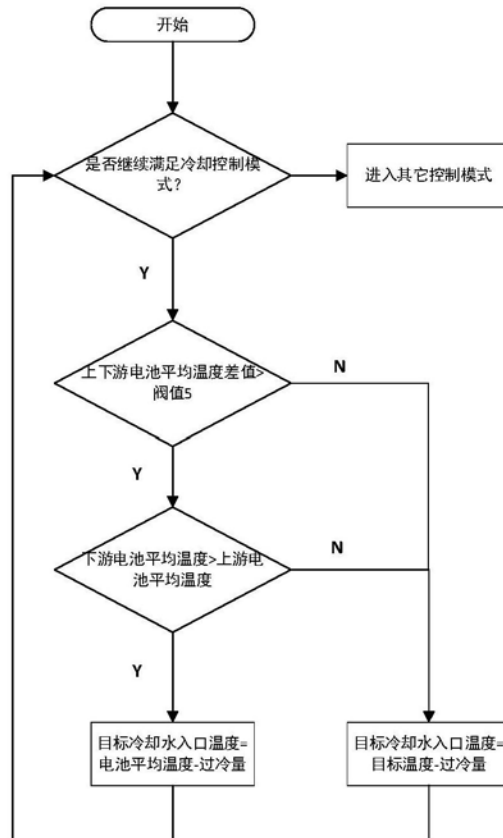 开始
是否继续满足冷却控制模
式？
进入其它控制模式
Y
上下游电池平均温度差值>
阀值5
N
Y
下游电池平均温度>上游电
池平均温度
N
Y
目标冷却水入口温度=
电池平均温度-过冷量
目标冷却水入口温度=
目标温度-过冷量